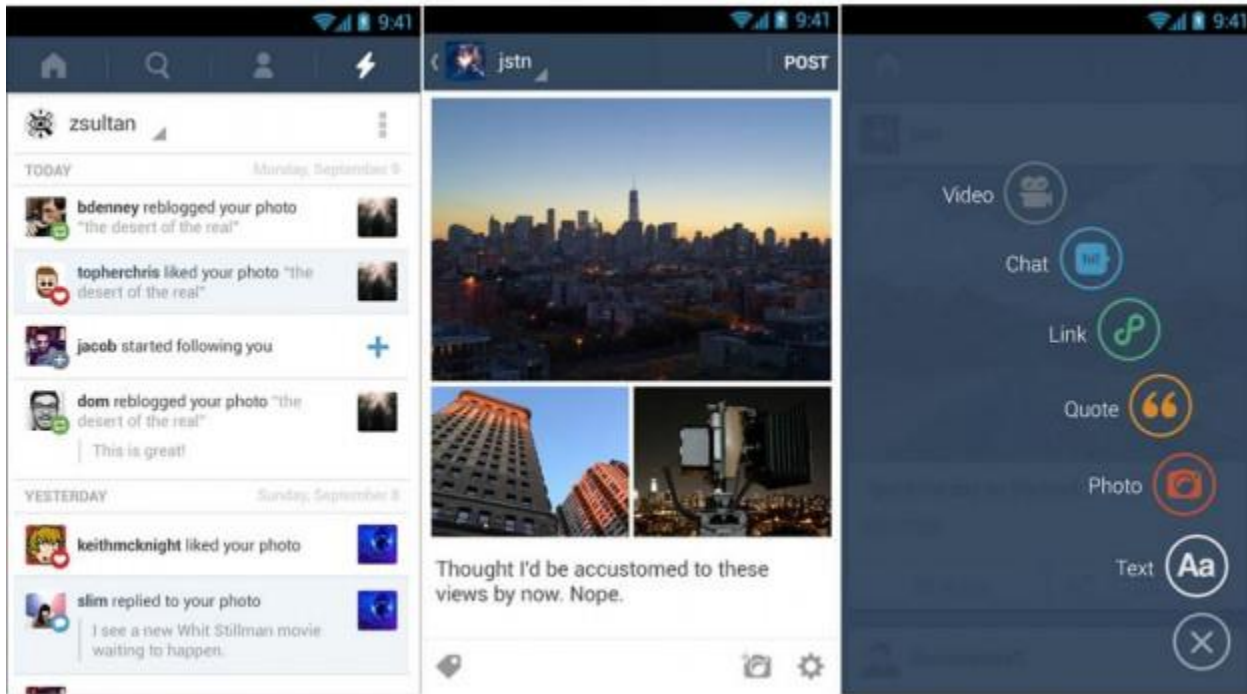 9:41
zsultan
TODAY
Monday, September 9
bdenney reblogged your photo
"the desert of the real"
topherchris liked your photo "the
desert of the real"
jacob started following you
dom reblogged your photo "the
desert of the real"
This is great!
YESTERDAY
Sunday, September 8
keithmcknight liked your photo
slim replied to your photo
I see a new Whit Stillman movie
waiting to happen.
9:41
jstn
POST
Thought I'd be accustomed to these
views by now. Nope.
9:41
Video
Chat
Link
Quote
Photo
Text
Aa